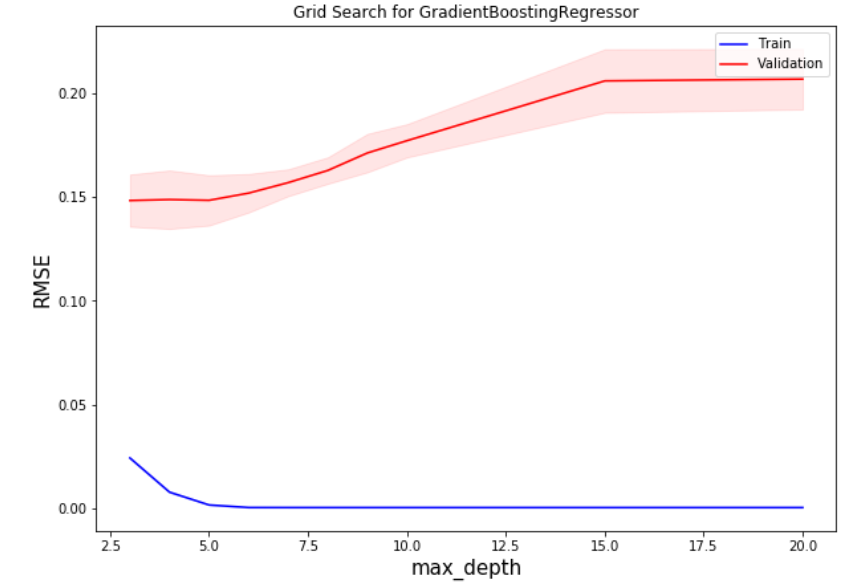 Grid Search for GradientBoostingRegressor
Train
Validation
RMSE
0.20
0.15
0.10
0.05
0.00
2.5 5.0 7.5 10.0 12.5 15.0 17.5 20.0
max_depth